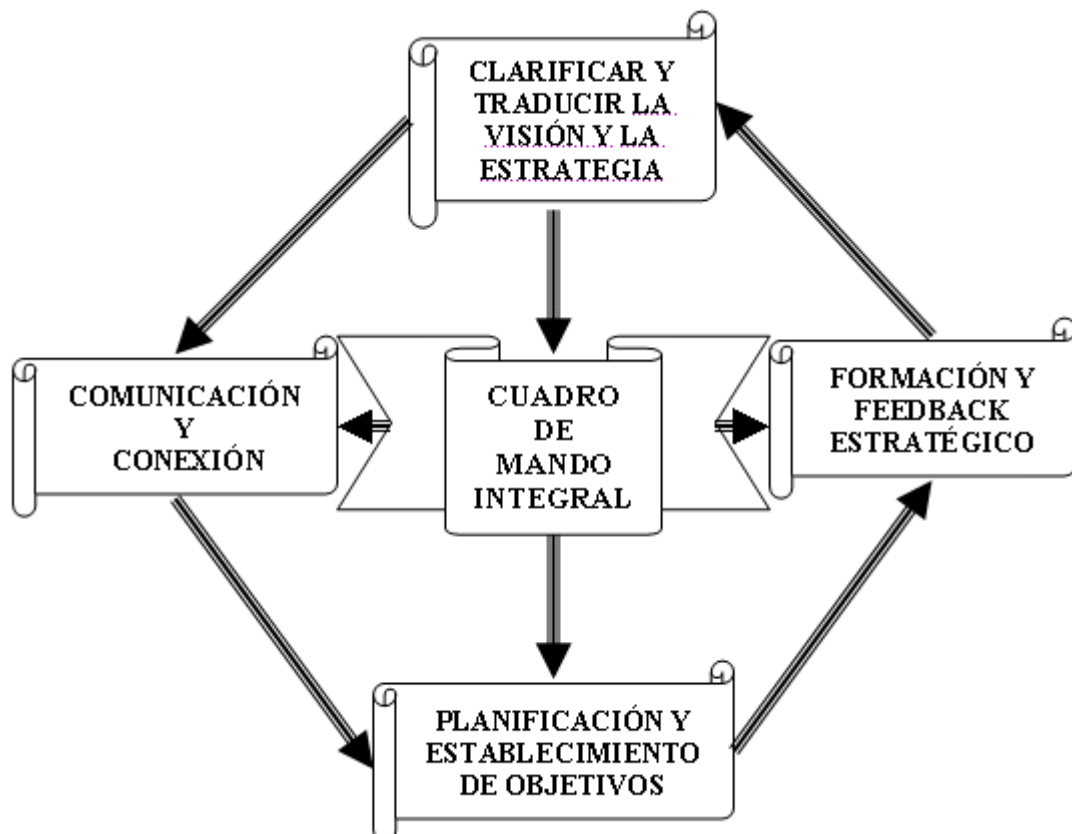 CLARIFICAR Y
TRADUCIR LA
VISIÓN Y LA
ESTRATEGIA
COMUNICACIÓN
Y
CONEXIÓN
CUADRO
DE
MANDO
INTEGRAL
FORMACIÓN Y
FEEDBACK
ESTRATÉGICO
PLANIFICACIÓN Y
ESTABLECIMIENTO
DE OBJETIVOS